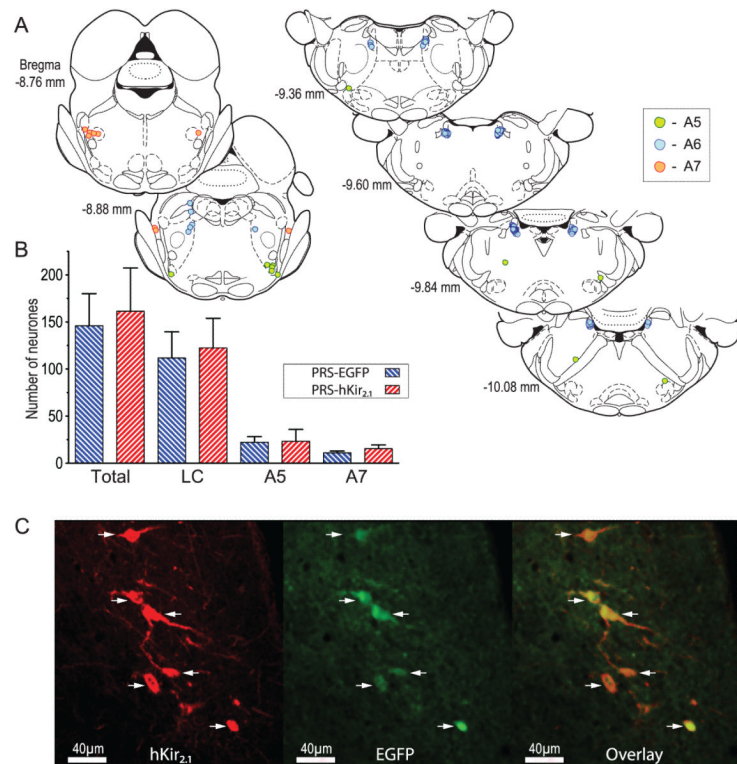 A
Bregma
-8.76 mm
-8.88 mm
-9.36 mm
-9.60 mm
-9.84 mm
-10.08 mm
- A5
- A6
- A7
B
Number of neurones
200
150
100
50
0
PRS-EGFP
PRS-hKir2.1
Total LC A5 A7
C
40µm hKir2.1
40µm EGFP
40µm Overlay